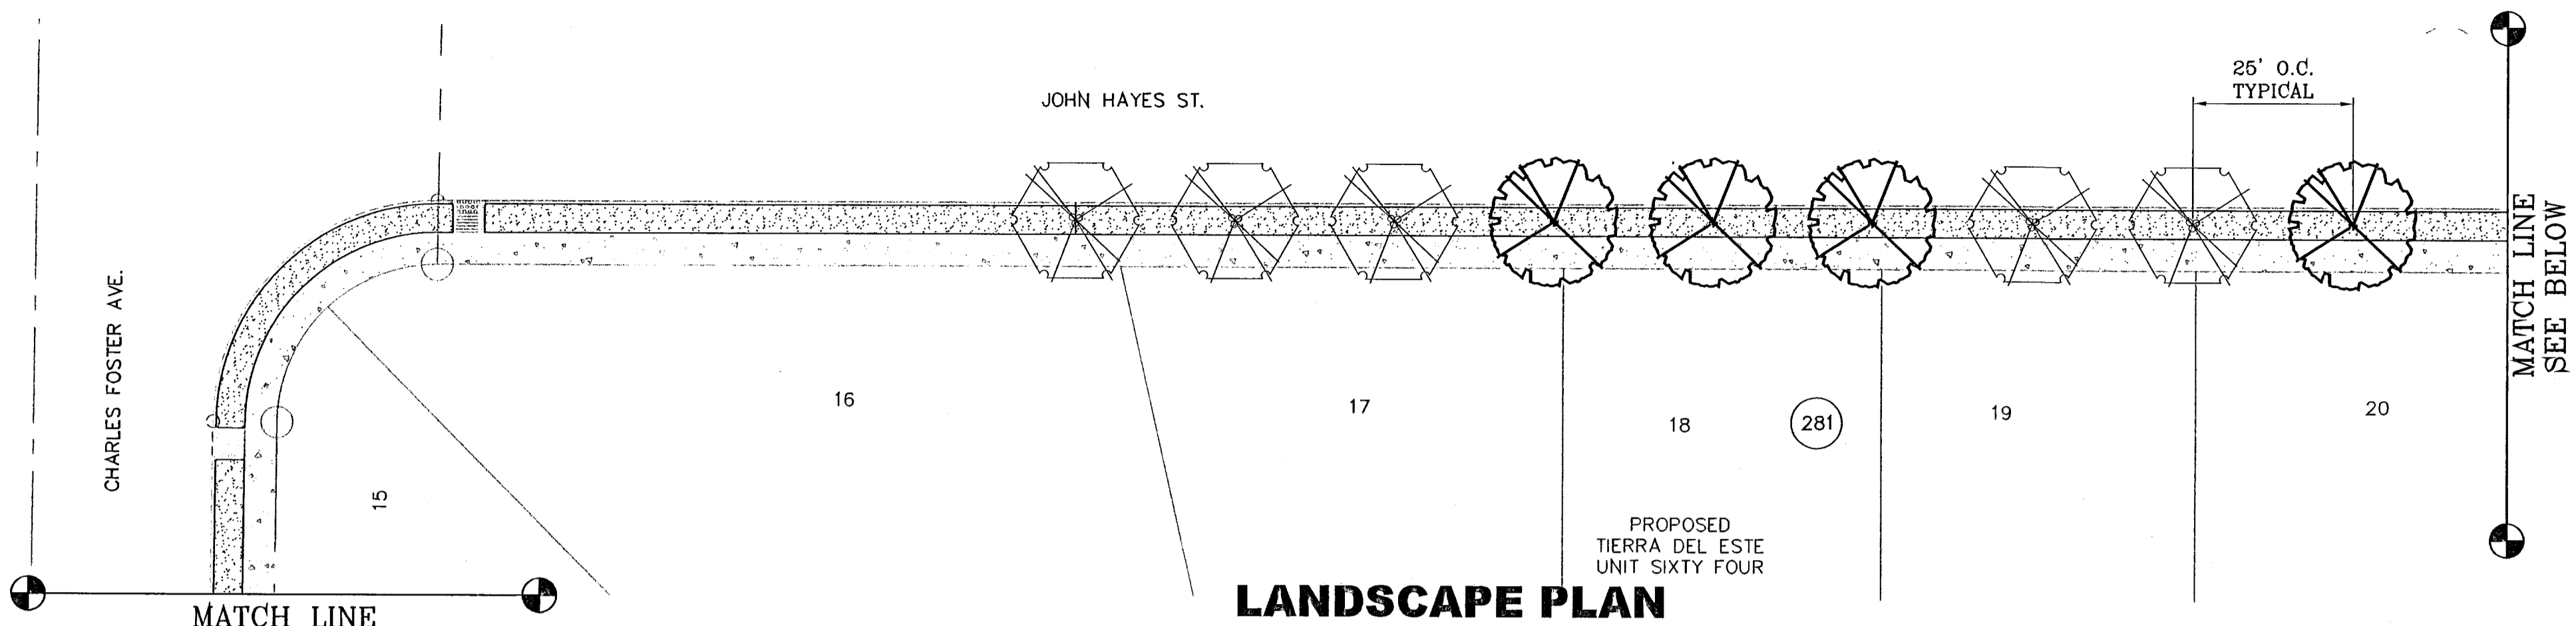 JOHN HAYES ST.
25' O.C.
TYPICAL
CHARLES FOSTER AVE.
MATCH LINE
SEE BELOW
15
16
17
18
281
19
20
PROPOSED
TIERRA DEL ESTE
UNIT SIXTY FOUR
LANDSCAPE PLAN
MATCH LINE